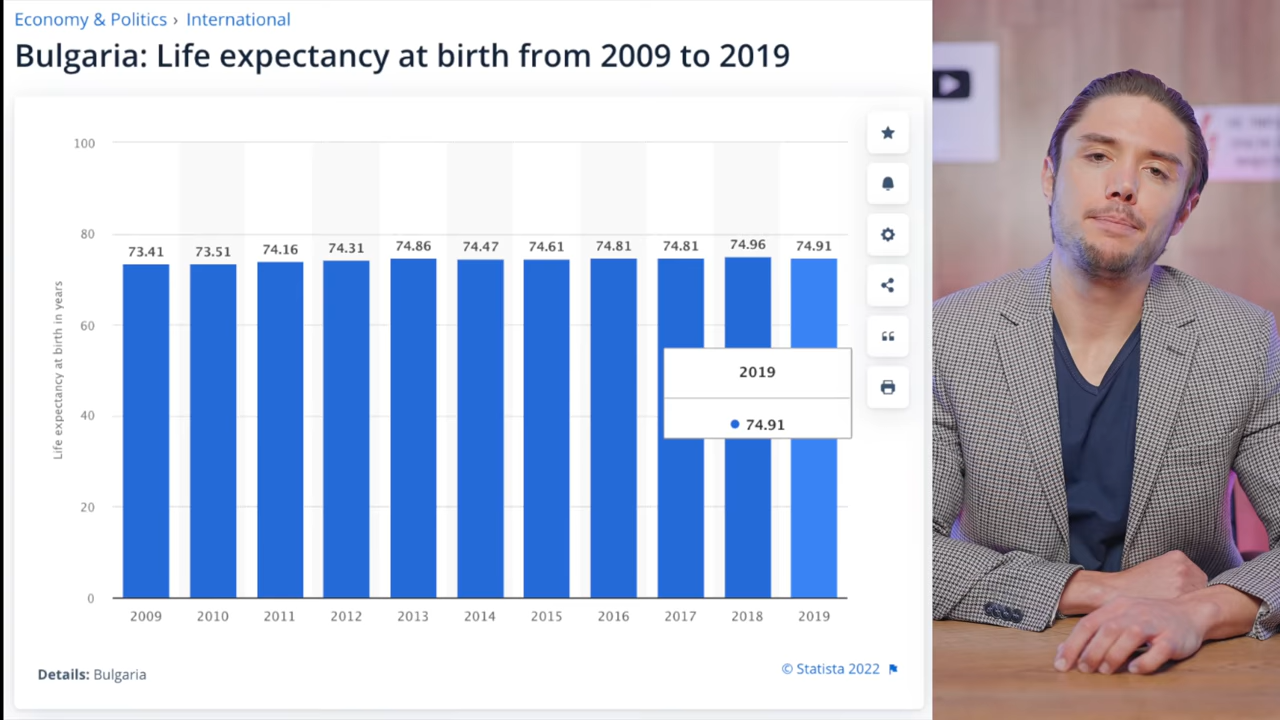 Economy & Politics › International
Bulgaria: Life expectancy at birth from 2009 to 2019
Life expectancy at birth in years
100
80
60
40
20
0
73.41 73.51 74.16 74.31 74.86 74.47 74.61 74.81 74.81 74.96 74.91
2019
74.91
2009 2010 2011 2012 2013 2014 2015 2016 2017 2018 2019
Details: Bulgaria
© Statista 2022